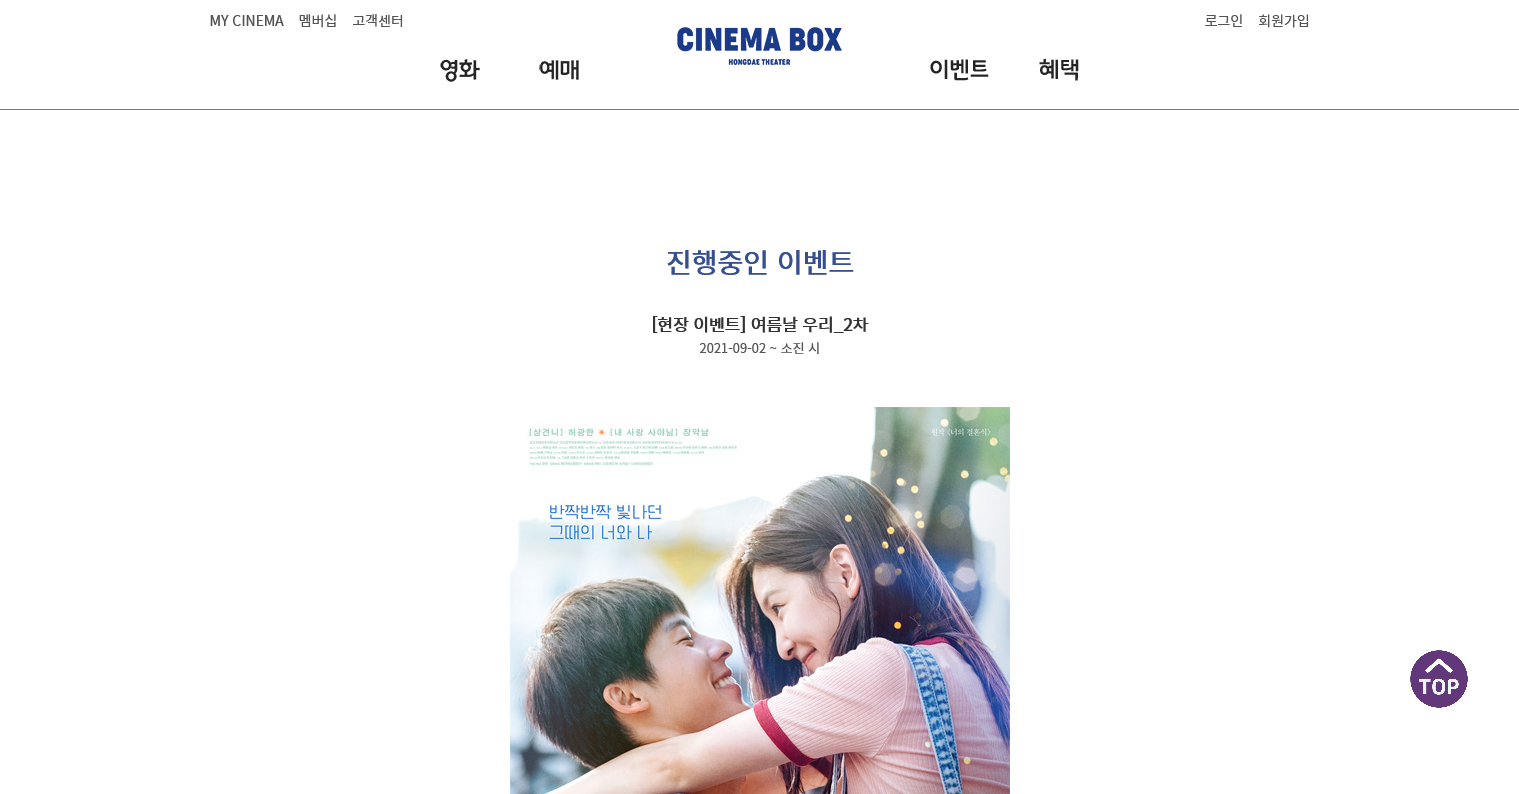 MY CINEMA 멤버십 고객센터
로그인 회원가입
CINEMA BOX
HONGDAE THEATER
영화 예매 이벤트 혜택
진행중인 이벤트
[현장 이벤트] 여름날 우리_2차
2021-09-02 ~ 소진 시
[상견니] 허광한 ✶ [내 사랑 샤이닝] 장약남
원작 <너의 결혼식>
반짝반짝 빛나던
그때의 너와 나
TOP